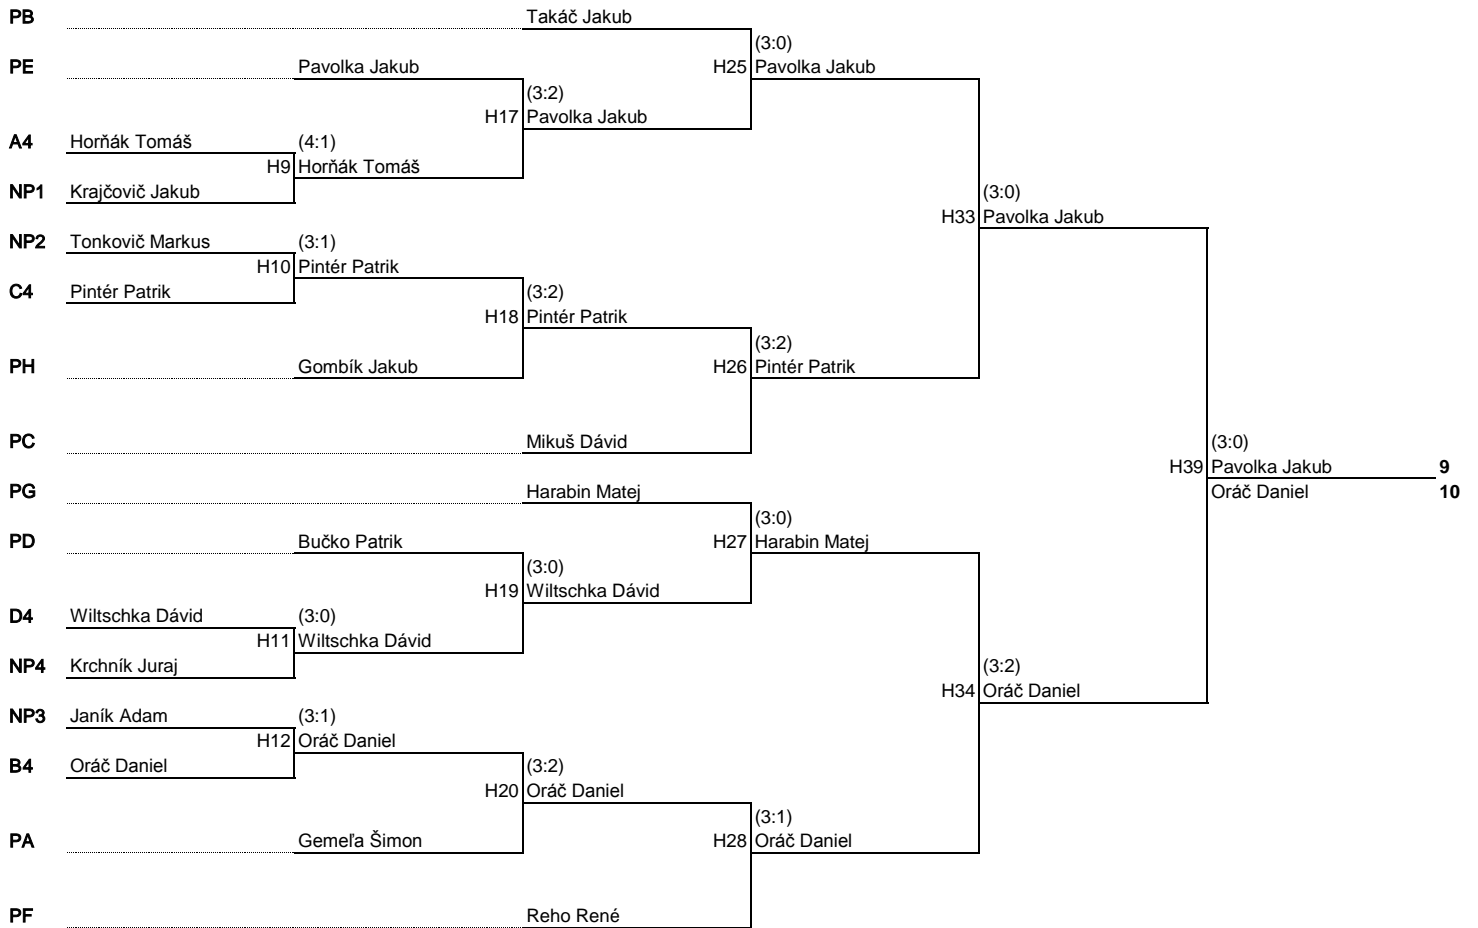 PB Takáč Jakub
(3:0)
PE Pavolka Jakub H25 Pavolka Jakub
(3:2)
H17 Pavolka Jakub
A4 Horňák Tomáš (4:1)
H9 Horňák Tomáš
NP1 Krajčovič Jakub (3:0)
H33 Pavolka Jakub
NP2 Tonkovič Markus (3:1)
H10 Pintér Patrik
C4 Pintér Patrik (3:2)
H18 Pintér Patrik
(3:2)
PH Gombík Jakub H26 Pintér Patrik
PC Mikuš Dávid (3:0)
H39 Pavolka Jakub 9
PG Harabin Matej Oráč Daniel 10
(3:0)
PD Bučko Patrik H27 Harabin Matej
(3:0)
H19 Wiltschka Dávid
D4 Wiltschka Dávid (3:0)
H11 Wiltschka Dávid
NP4 Krchník Juraj (3:2)
H34 Oráč Daniel
NP3 Janík Adam (3:1)
H12 Oráč Daniel
B4 Oráč Daniel (3:2)
H20 Oráč Daniel
(3:1)
PA Gemeľa Šimon H28 Oráč Daniel
PF Reho René